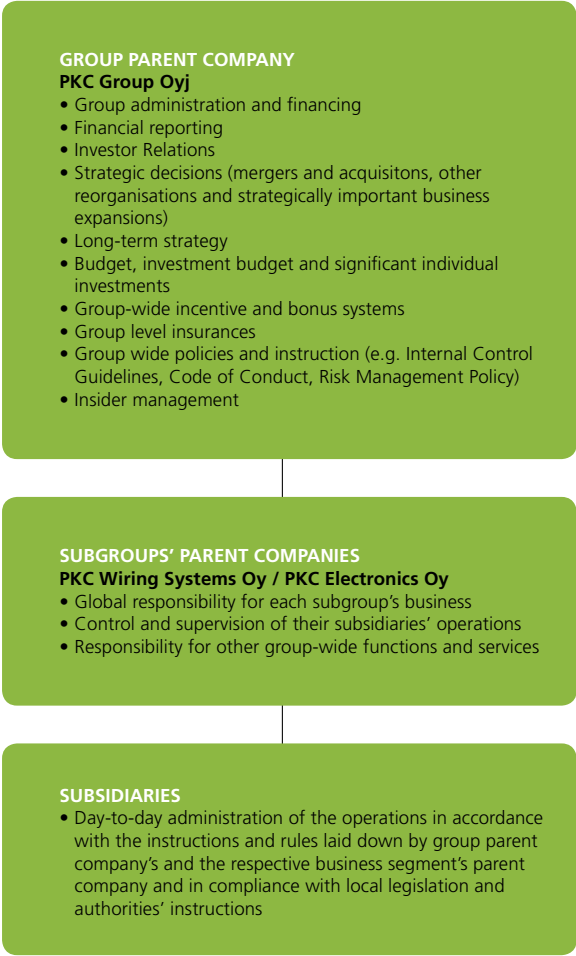 GROUP PARENT COMPANY
PKC Group Oyj
• Group administration and financing
• Financial reporting
• Investor Relations
• Strategic decisions (mergers and acquisitons, other
reorganisations and strategically important business
expansions)
• Long-term strategy
• Budget, investment budget and significant individual
investments
• Group-wide incentive and bonus systems
• Group level insurances
• Group wide policies and instruction (e.g. Internal Control
Guidelines, Code of Conduct, Risk Management Policy)
• Insider management
SUBGROUPS’ PARENT COMPANIES
PKC Wiring Systems Oy / PKC Electronics Oy
• Global responsibility for each subgroup’s business
• Control and supervision of their subsidiaries’ operations
• Responsibility for other group-wide functions and services
SUBSIDIARIES
• Day-to-day administration of the operations in accordance
with the instructions and rules laid down by group parent
company’s and the respective business segment’s parent
company and in compliance with local legislation and
authorities’ instructions